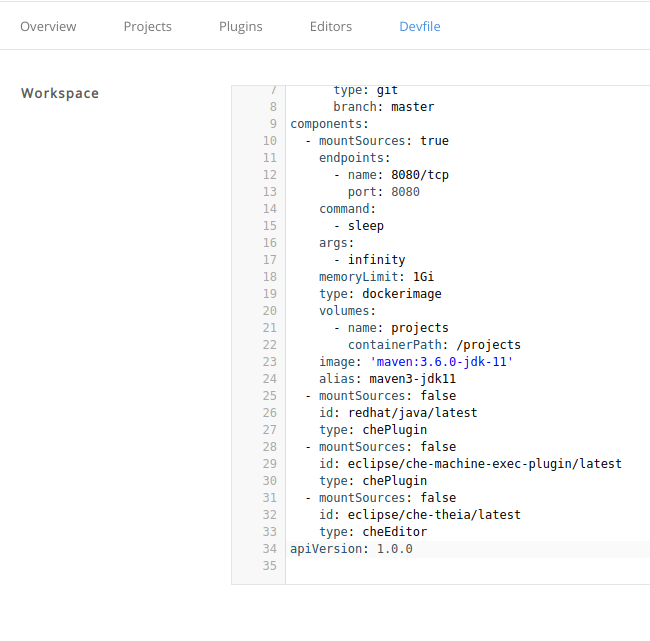 Overview Projects Plugins Editors Devfile
Workspace
7       type: git
8       branch: master
9 components:
10   - mountSources: true
11     endpoints:
12       - name: 8080/tcp
13         port: 8080
14     command:
15       - sleep
16     args:
17       - infinity
18     memoryLimit: 1Gi
19     type: dockerimage
20     volumes:
21       - name: projects
22         containerPath: /projects
23     image: 'maven:3.6.0-jdk-11'
24     alias: maven3-jdk11
25   - mountSources: false
26     id: redhat/java/latest
27     type: chePlugin
28   - mountSources: false
29     id: eclipse/che-machine-exec-plugin/latest
30     type: chePlugin
31   - mountSources: false
32     id: eclipse/che-theia/latest
33     type: cheEditor
34 apiVersion: 1.0.0
35